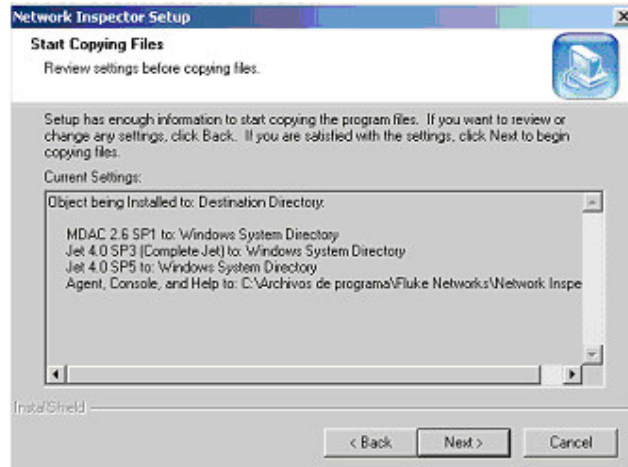 Network Inspector Setup
Start Copying Files
Review settings before copying files.
Setup has enough information to start copying the program files. If you want to review or
change any settings, click Back. If you are satisfied with the settings, click Next to begin
copying files.
Current Settings:
Object being Installed to: Destination Directory:
MDAC 2.6 SP1 to: Windows System Directory
Jet 4.0 SP3 (Complete Jet) to: Windows System Directory
Jet 4.0 SP5 to: Windows System Directory
Agent, Console, and Help to: C:\Archivos de programa\Fluke Networks\Network Inspe
InstallShield
< Back Next > Cancel